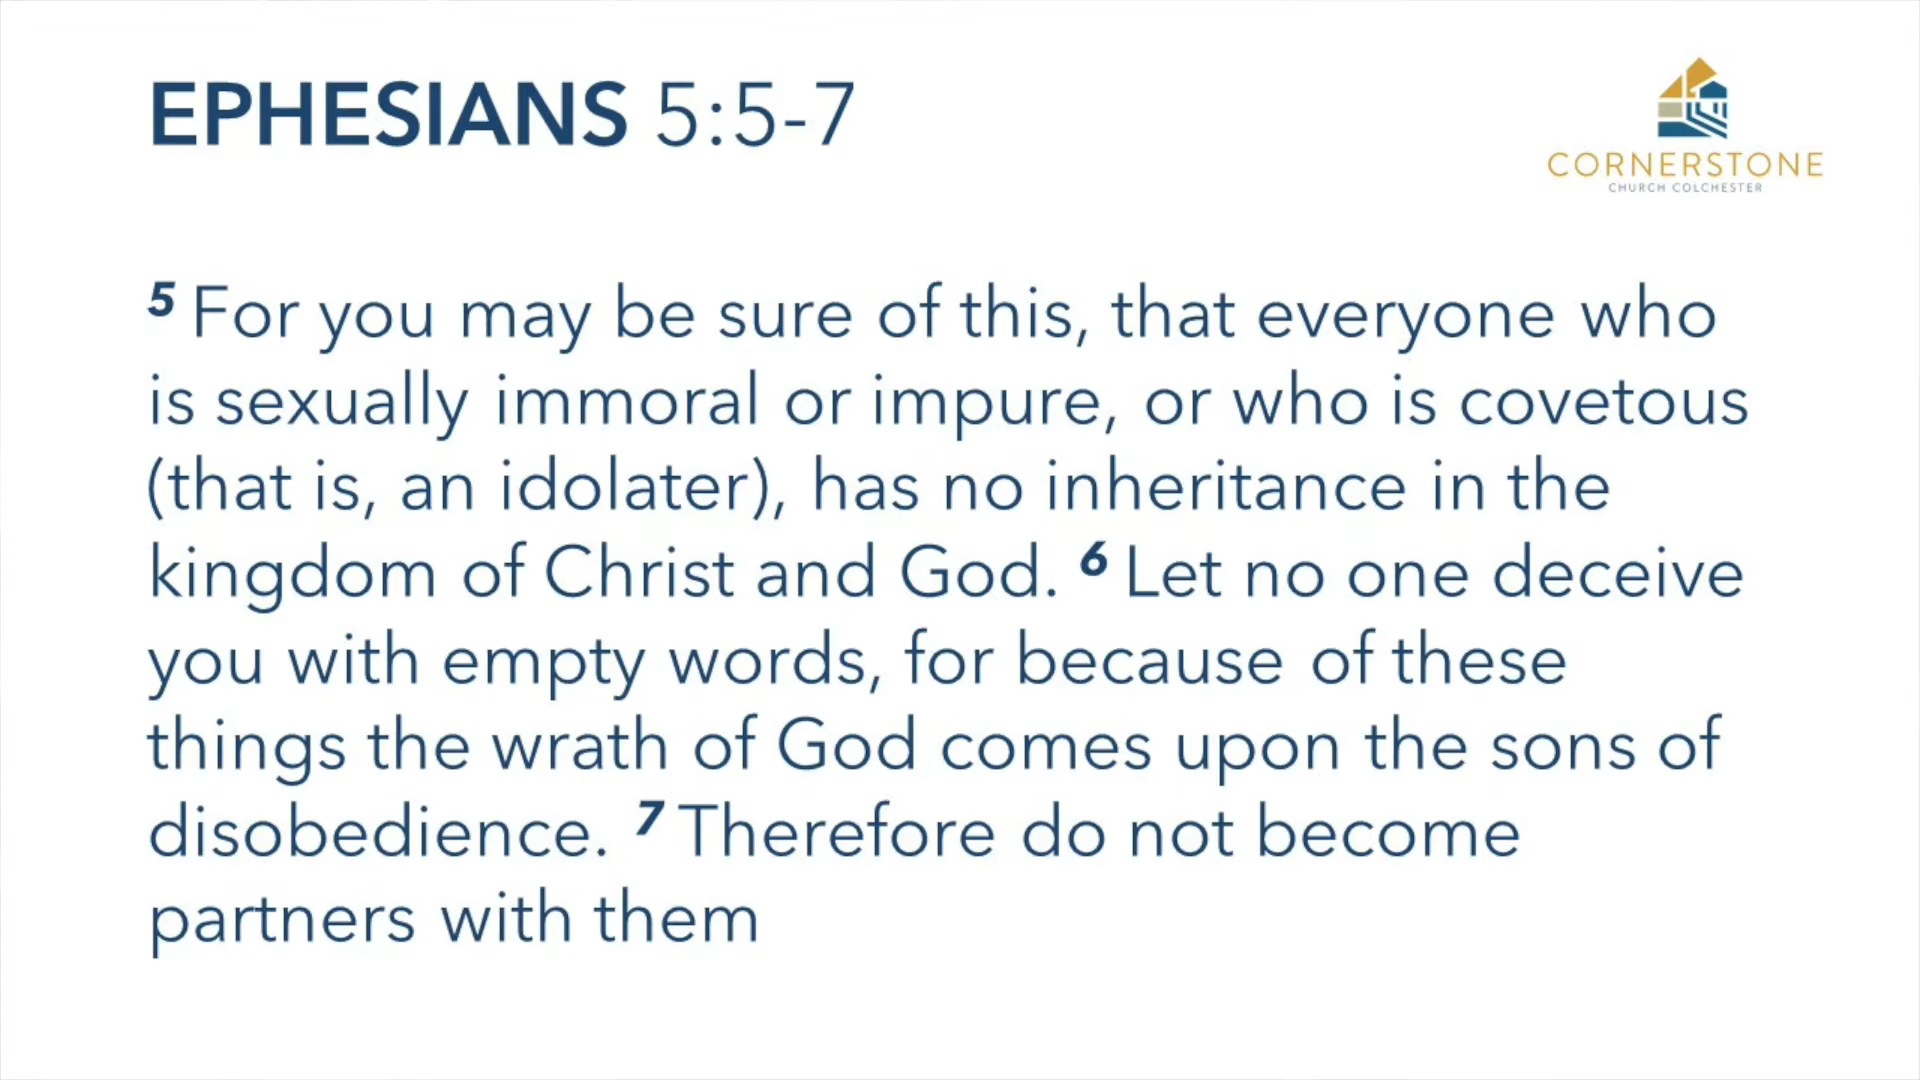 EPHESIANS 5:5-7
CORNERSTONE
CHURCH COLCHESTER
5 For you may be sure of this, that everyone who
is sexually immoral or impure, or who is covetous
(that is, an idolater), has no inheritance in the
kingdom of Christ and God. 6 Let no one deceive
you with empty words, for because of these
things the wrath of God comes upon the sons of
disobedience. 7 Therefore do not become
partners with them